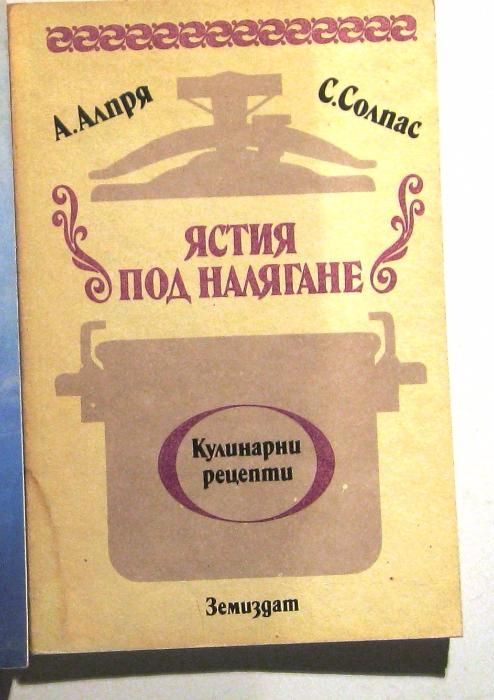 А. Алпря
С. Солпас
ЯСТИЯ
ПОД НАЛЯГАНЕ
Кулинарни
рецепти
Земиздат